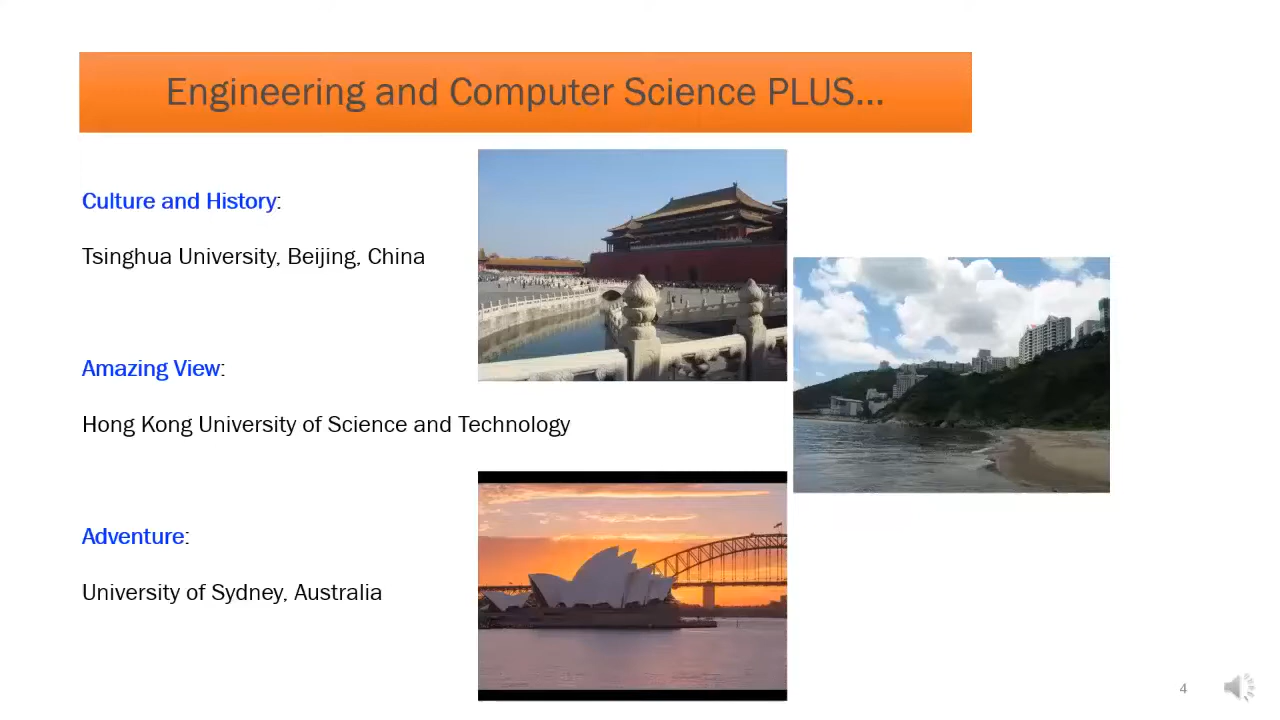 Engineering and Computer Science PLUS...
Culture and History:
Tsinghua University, Beijing, China
Amazing View:
Hong Kong University of Science and Technology
Adventure:
University of Sydney, Australia
4